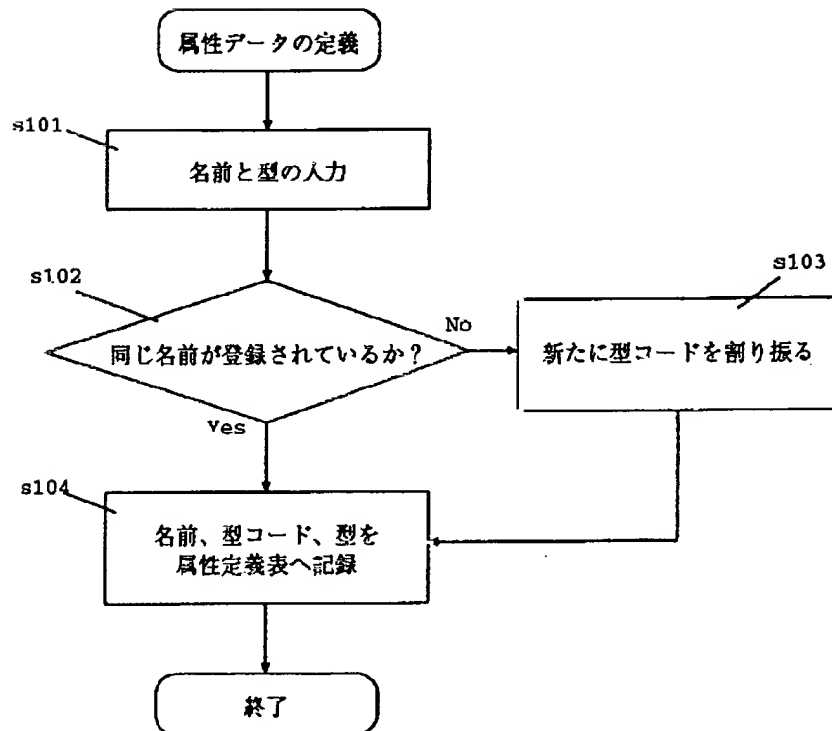 属性データの定義
s101
名前と型の入力
s102
同じ名前が登録されているか？
No
s103
新たに型コードを割り振る
yes
s104
名前、型コード、型を
属性定義表へ記録
終了